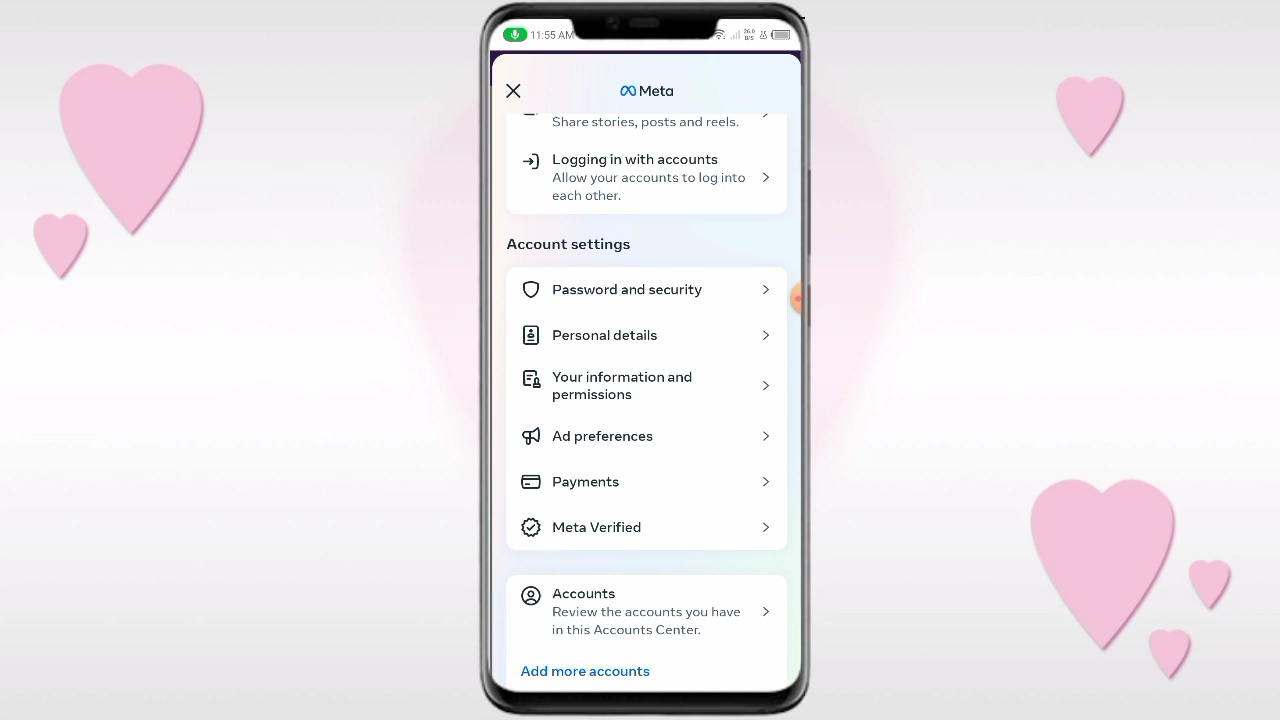 11:55 AM
26.0
B/S
Meta
Share stories, posts and reels.
Logging in with accounts
Allow your accounts to log into
each other.
Account settings
Password and security
Personal details
Your information and
permissions
Ad preferences
Payments
Meta Verified
Accounts
Review the accounts you have
in this Accounts Center.
Add more accounts